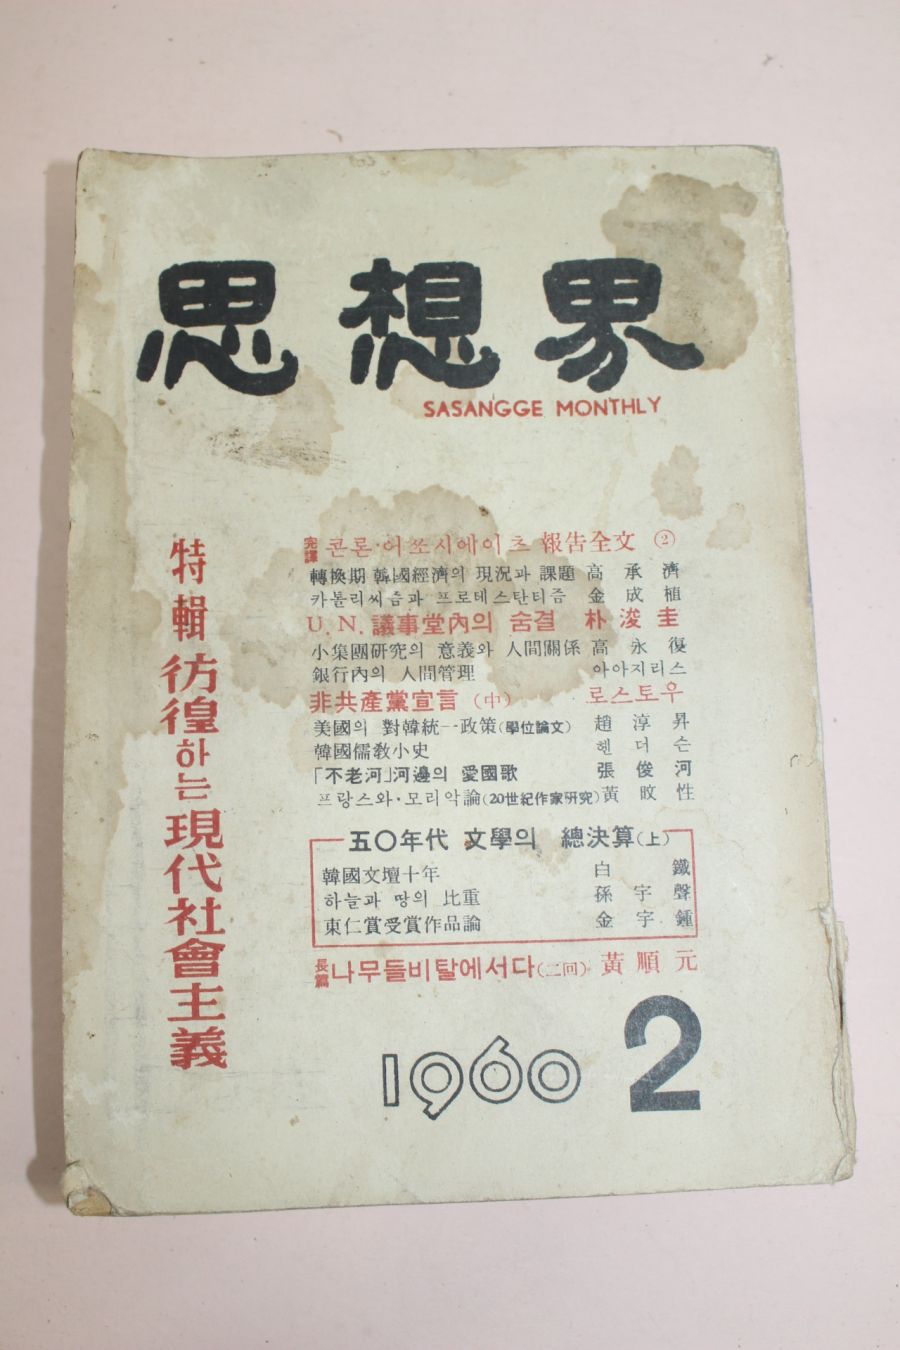 思想界
SASANGGE MONTHLY
特輯 彷徨하는 現代社會主義
完譯 콘론·어쏘시에이츠 報告全文 ②
轉換期 韓國經濟의 現況과 課題 高承濟
카톨리씨즘과 프로테스탄티즘 金成植
U.N. 議事堂內의 숨결 朴浚圭
小集團硏究의 意義와 人間關係 高永復
銀行內의 人間管理 아아지리스
非共產黨宣言 (中) 로스토우
美國의 對韓統一政策(學位論文) 趙淳昇
韓國儒敎小史 헨더슨
「不老河」河邊의 愛國歌 張俊河
프랑스와·모리악論(20世紀作家硏究) 黃旼性
五〇年代 文學의 總決算(上)
韓國文壇十年 白鐵
하늘과 땅의 比重 孫宇聲
東仁賞受賞作品論 金宇鍾
長篇 나무들비탈에서다(二回) 黃順元
1960 2